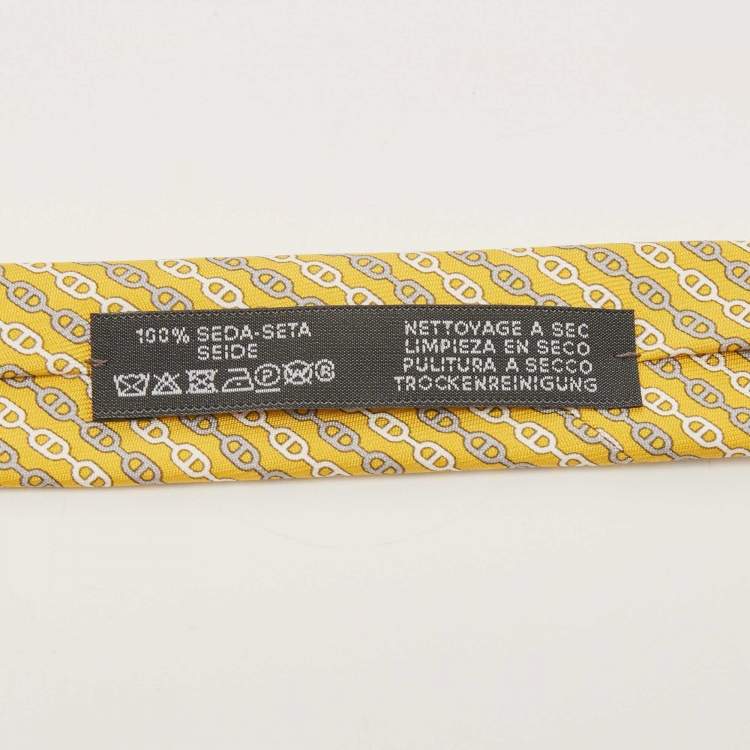 100% SEDA-SETA
SEIDE
NETTOYAGE A SEC
LIMPIEZA EN SECO
PULITURA A SECCO
TROCKENREINIGUNG